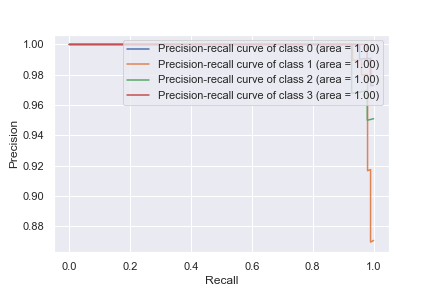 1.00
0.98
0.96
0.94
0.92
0.90
0.88
Precision
Precision-recall curve of class 0 (area = 1.00)
Precision-recall curve of class 1 (area = 1.00)
Precision-recall curve of class 2 (area = 1.00)
Precision-recall curve of class 3 (area = 1.00)
0.0 0.2 0.4 0.6 0.8 1.0
Recall